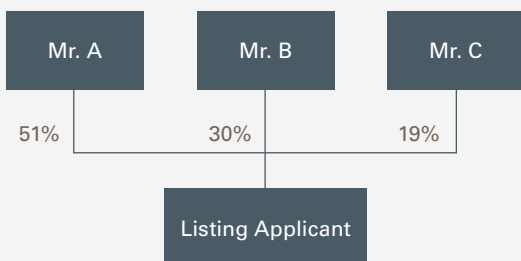 Mr. A
Mr. B
Mr. C
51%
30%
19%
Listing Applicant